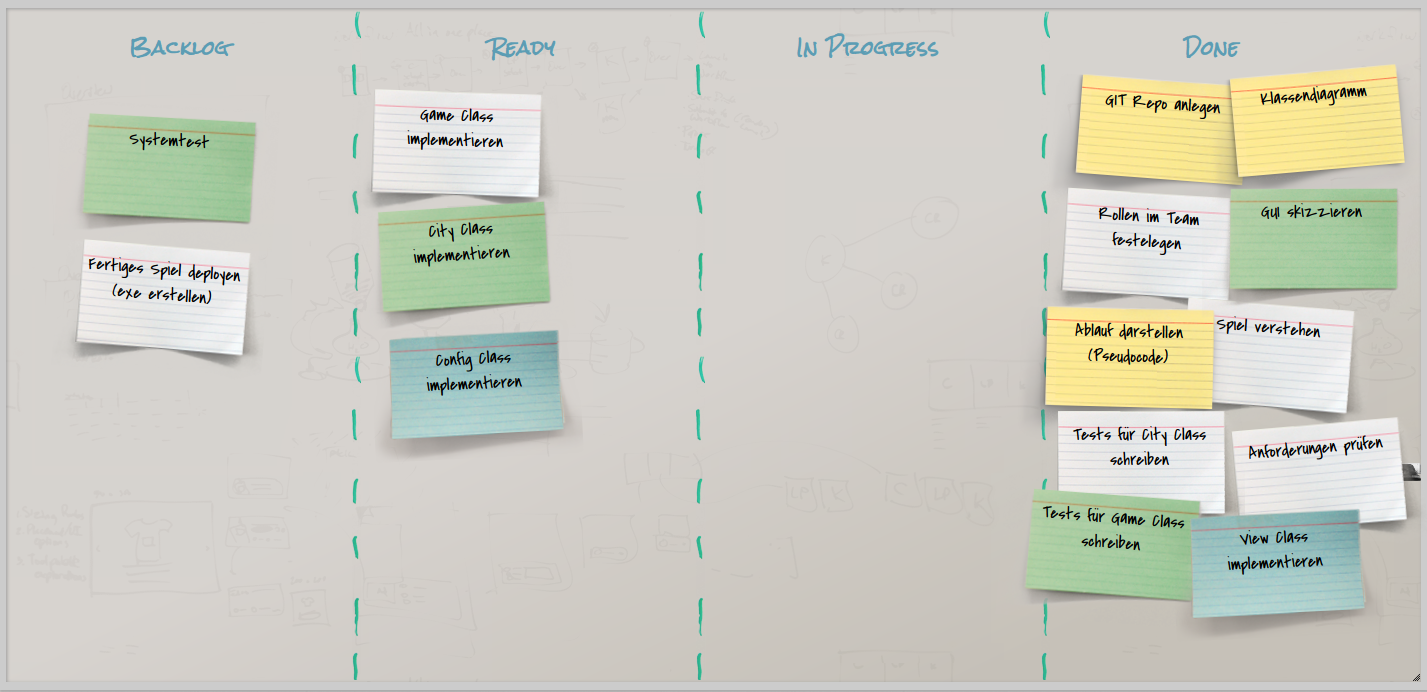 Backlog
Systemtest
Fertiges Spiel deployen
(exe erstellen)
Ready
Game Class
implementieren
City Class
implementieren
Config Class
implementieren
In Progress
Done
GIT Repo anlegen
Klassendiagramm
Rollen im Team
festelegen
GUI skizzieren
Ablauf darstellen
(Pseudocode)
Spiel verstehen
Tests für City Class
schreiben
Anforderungen prüfen
Tests für Game Class
schreiben
View Class
implementieren